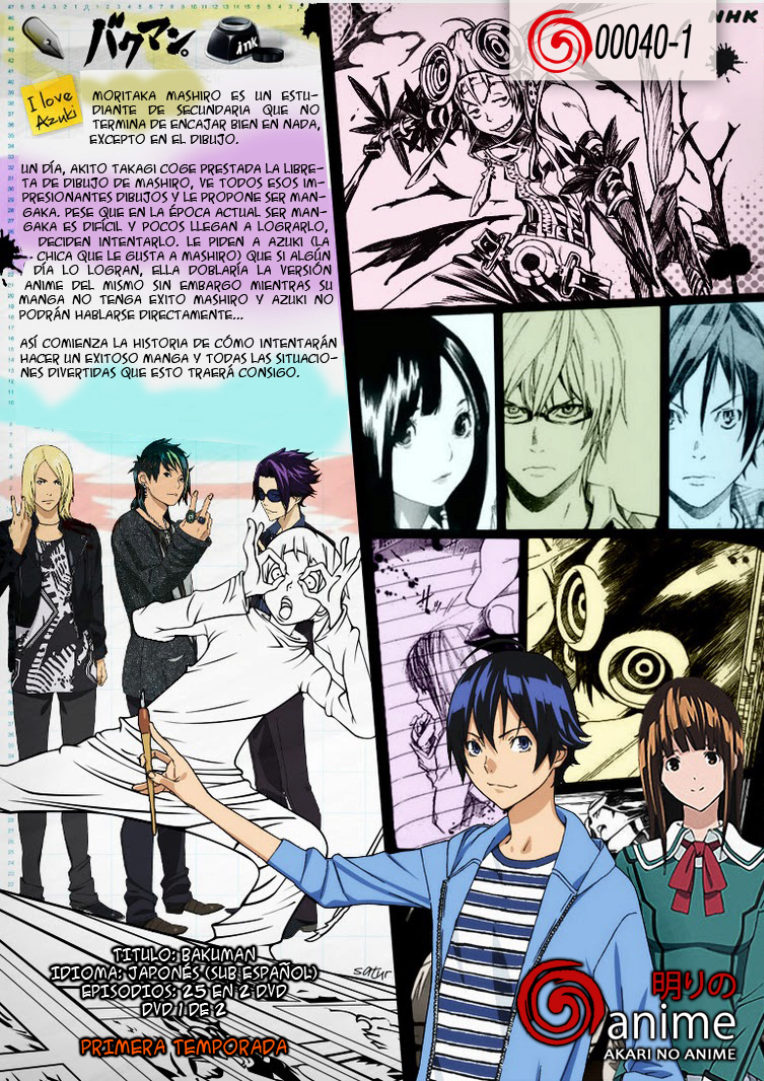 NHK
00040-1
バクマン。
ink
I love
Azuki
MORITAKA MASHIRO ES UN ESTU-
DIANTE DE SECUNDARIA QUE NO
TERMINA DE ENCAJAR BIEN EN NADA,
EXCEPTO EN EL DIBUJO.
UN DÍA, AKITO TAKAGI COGE PRESTADA LA LIBRE-
TA DE DIBUJO DE MASHIRO, VE TODOS ESOS IM-
PRESIONANTES DIBUJOS Y LE PROPONE SER MAN-
GAKA. PESE QUE EN LA ÉPOCA ACTUAL SER MAN-
GAKA ES DIFÍCIL Y POCOS LLEGAN A LOGRARLO,
DECIDEN INTENTARLO. LE PIDEN A AZUKI (LA
CHICA QUE LE GUSTA A MASHIRO) QUE SI ALGÚN
DÍA LO LOGRAN, ELLA DOBLARÍA LA VERSIÓN
ANIME DEL MISMO SIN EMBARGO MIENTRAS SU
MANGA NO TENGA EXITO MASHIRO Y AZUKI NO
PODRÁN HABLARSE DIRECTAMENTE...
ASÍ COMIENZA LA HISTORIA DE CÓMO INTENTARÁN
HACER UN EXITOSO MANGA Y TODAS LAS SITUACIO-
NES DIVERTIDAS QUE ESTO TRAERÁ CONSIGO.
TITULO: BAKUMAN
IDIOMA: JAPONÉS (SUB ESPAÑOL)
EPISODIOS: 25 EN 2 DVD
DVD 1 DE 2
satur
PRIMERA TEMPORADA
明りの
anime
AKARI NO ANIME